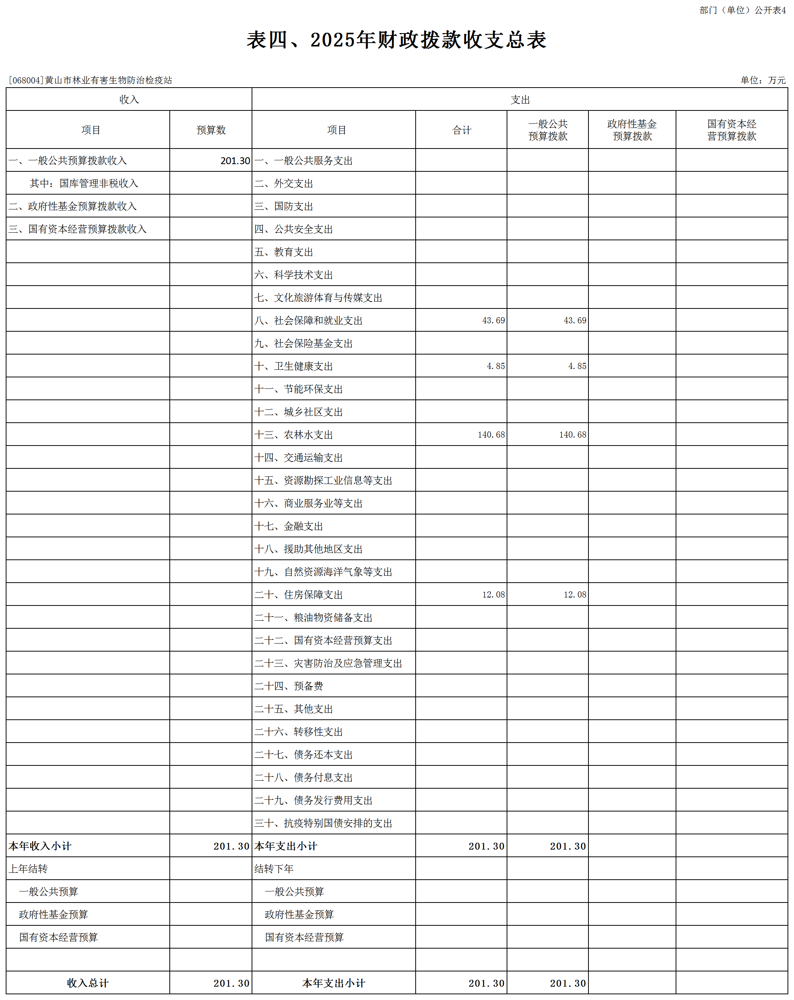 部门（单位）公开表4
表四、2025年财政拨款收支总表
[068004]黄山市林业有害生物防治检疫站 单位：万元
收入 支出
项目 预算数 项目 合计 一般公共预算拨款 政府性基金预算拨款 国有资本经营预算拨款
一、一般公共预算拨款收入 201.30 一、一般公共服务支出
其中：国库管理非税收入 二、外交支出
二、政府性基金预算拨款收入 三、国防支出
三、国有资本经营预算拨款收入 四、公共安全支出
五、教育支出
六、科学技术支出
七、文化旅游体育与传媒支出
八、社会保障和就业支出 43.69 43.69
九、社会保险基金支出
十、卫生健康支出 4.85 4.85
十一、节能环保支出
十二、城乡社区支出
十三、农林水支出 140.68 140.68
十四、交通运输支出
十五、资源勘探工业信息等支出
十六、商业服务业等支出
十七、金融支出
十八、援助其他地区支出
十九、自然资源海洋气象等支出
二十、住房保障支出 12.08 12.08
二十一、粮油物资储备支出
二十二、国有资本经营预算支出
二十三、灾害防治及应急管理支出
二十四、预备费
二十五、其他支出
二十六、转移性支出
二十七、债务还本支出
二十八、债务付息支出
二十九、债务发行费用支出
三十、抗疫特别国债安排的支出
本年收入小计 201.30 本年支出小计 201.30 201.30
上年结转 结转下年
一般公共预算 一般公共预算
政府性基金预算 政府性基金预算
国有资本经营预算 国有资本经营预算
收入总计 201.30 本年支出小计 201.30 201.30